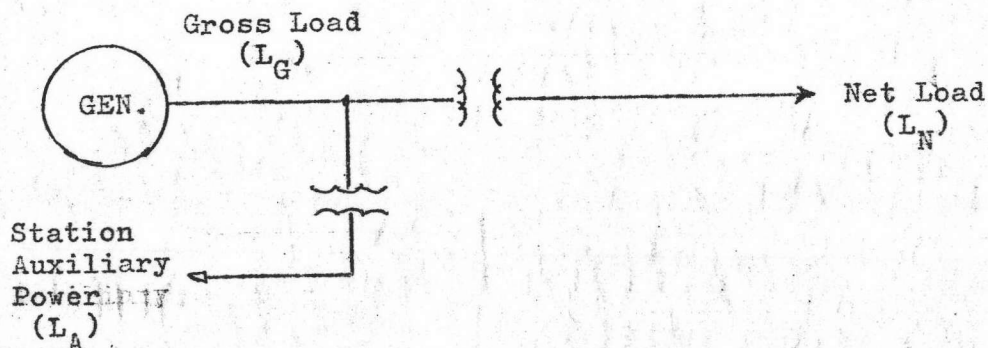 Gross Load
(L_G)
GEN.
Net Load
(L_N)
Station
Auxiliary
Power
(L_A)